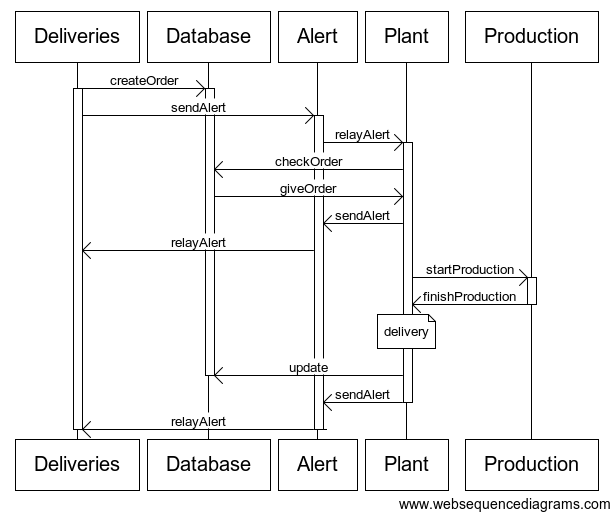 Deliveries Database Alert Plant Production
createOrder
sendAlert
relayAlert
checkOrder
giveOrder
sendAlert
relayAlert
startProduction
finishProduction
delivery
update
sendAlert
relayAlert
Deliveries Database Alert Plant Production
www.websequencediagrams.com